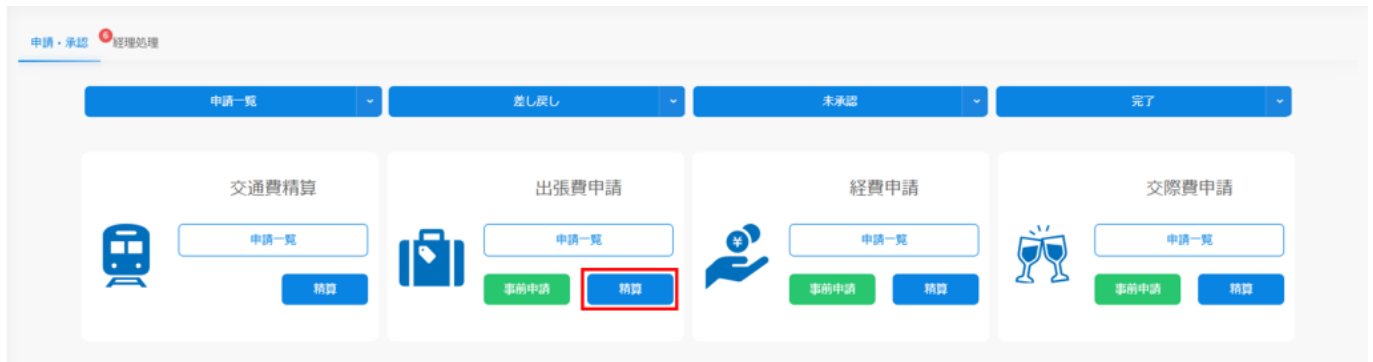 申請・承認 6 経理処理
申請一覧 差し戻し 未承認 完了
交通費精算 出張費申請 経費申請 交際費申請
申請一覧 申請一覧 ¥ 申請一覧 申請一覧
精算 事前申請 精算 事前申請 精算 事前申請 精算